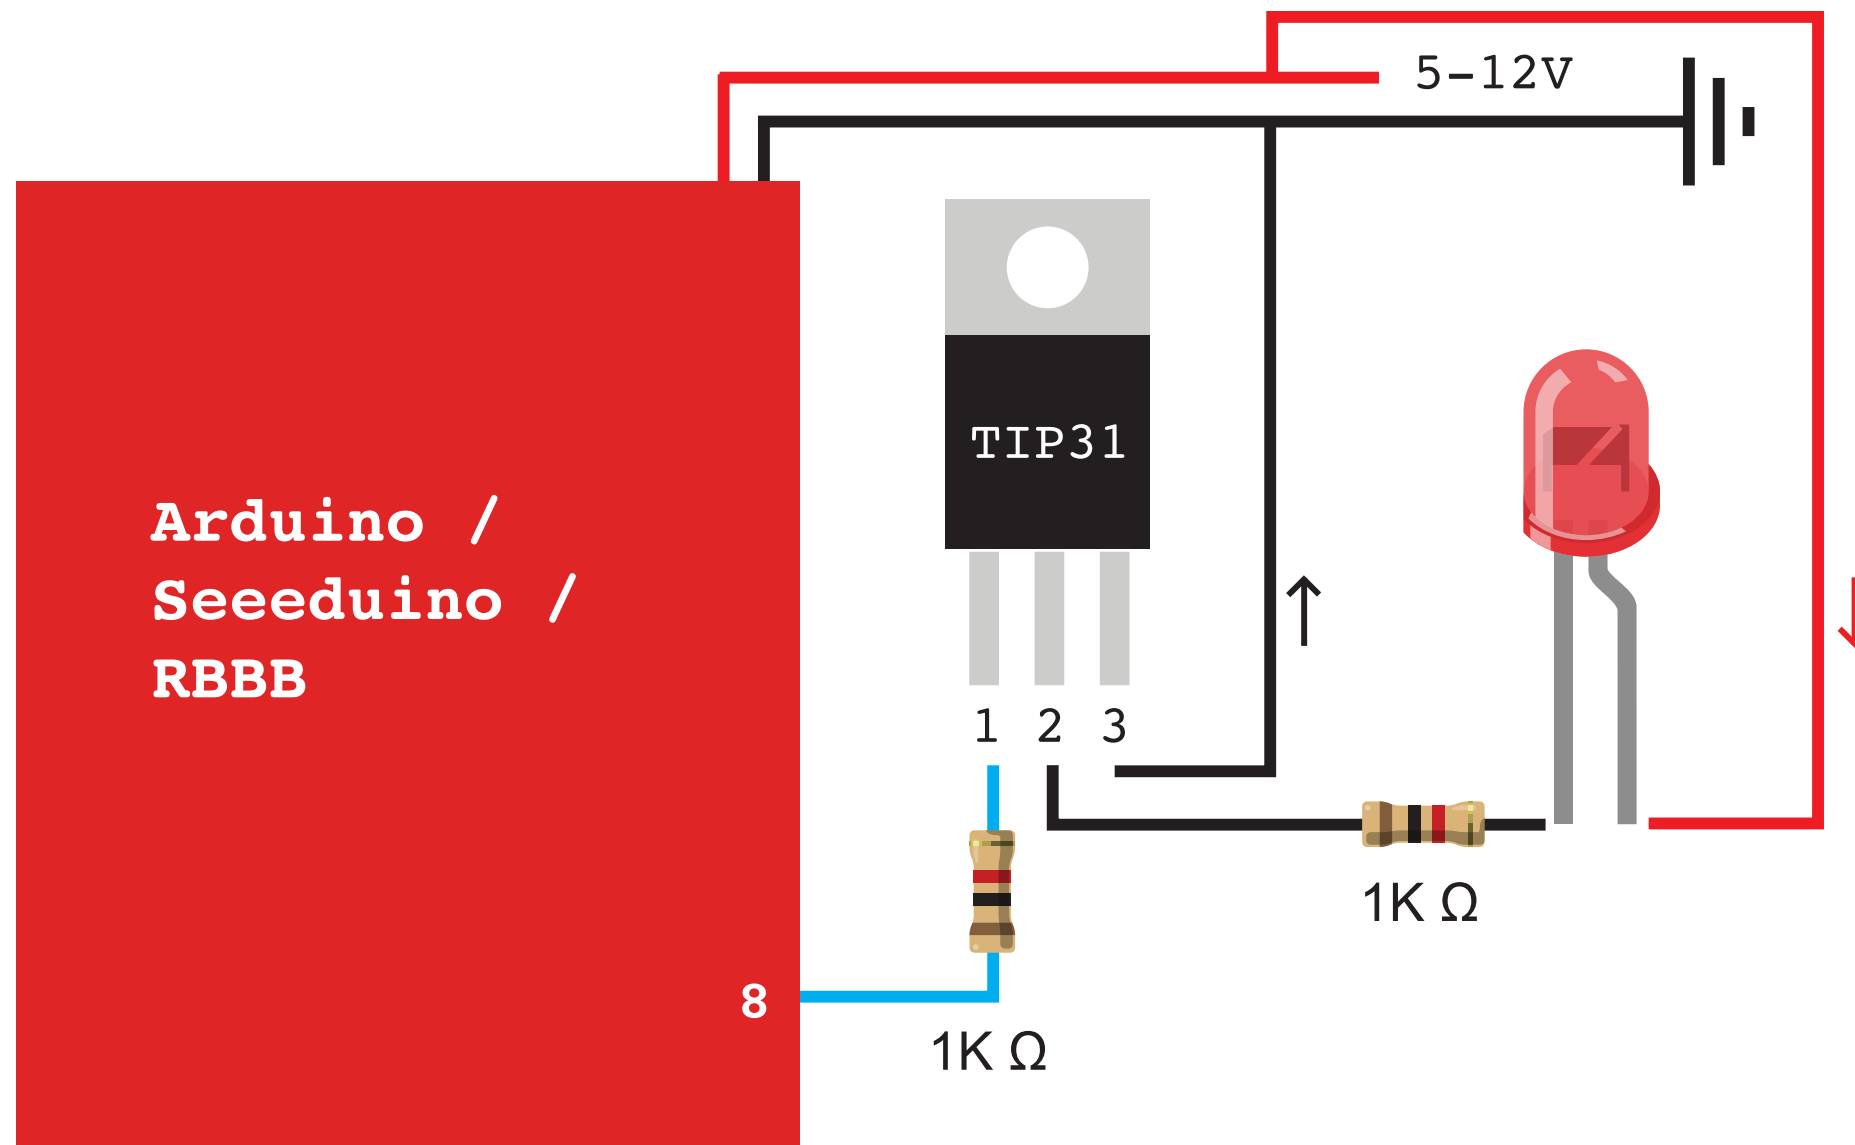 5-12V
TIP31
Arduino /
Seeeduino /
RBBB
1 2 3
1K Ω
8
1K Ω